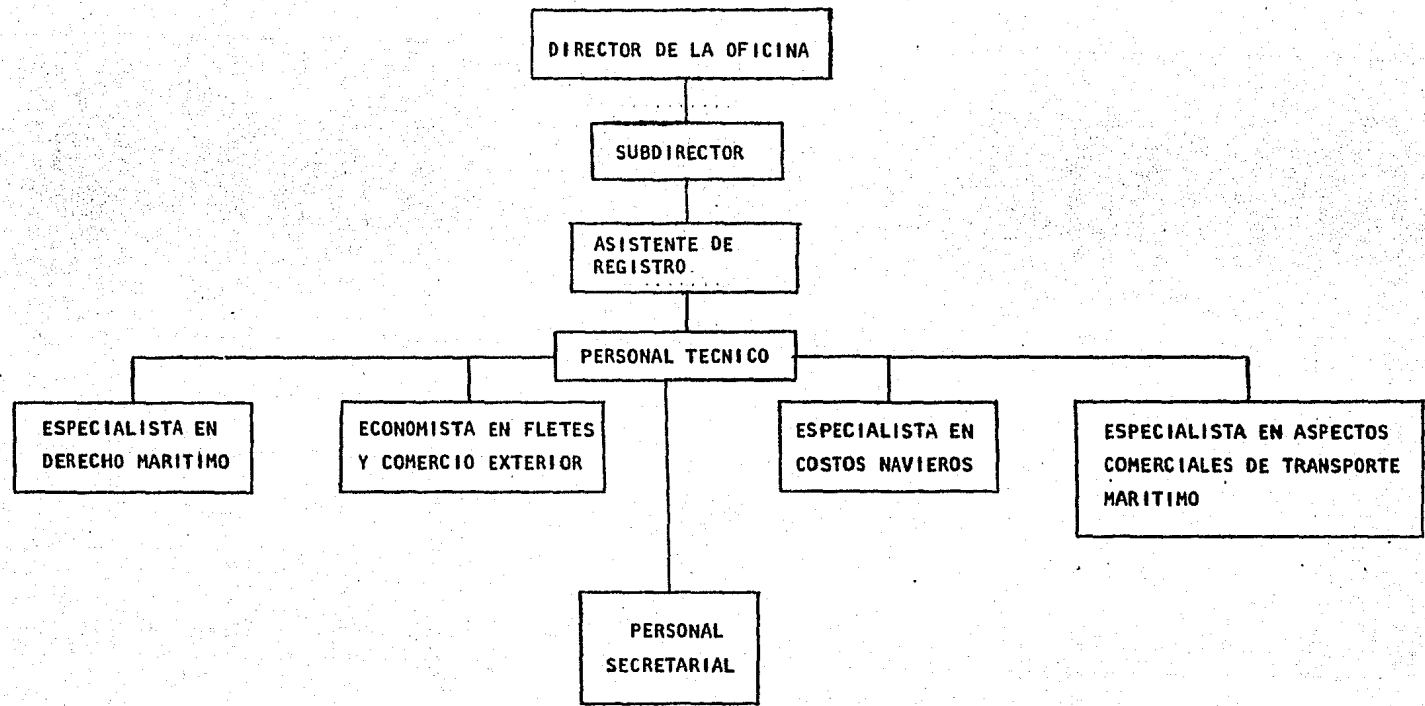 DIRECTOR DE LA OFICINA
SUBDIRECTOR
ASISTENTE DE
REGISTRO
PERSONAL TECNICO
ESPECIALISTA EN
DERECHO MARITIMO
ECONOMISTA EN FLETES
Y COMERCIO EXTERIOR
ESPECIALISTA EN
COSTOS NAVIEROS
ESPECIALISTA EN ASPECTOS
COMERCIALES DE TRANSPORTE
MARITIMO
PERSONAL
SECRETARIAL